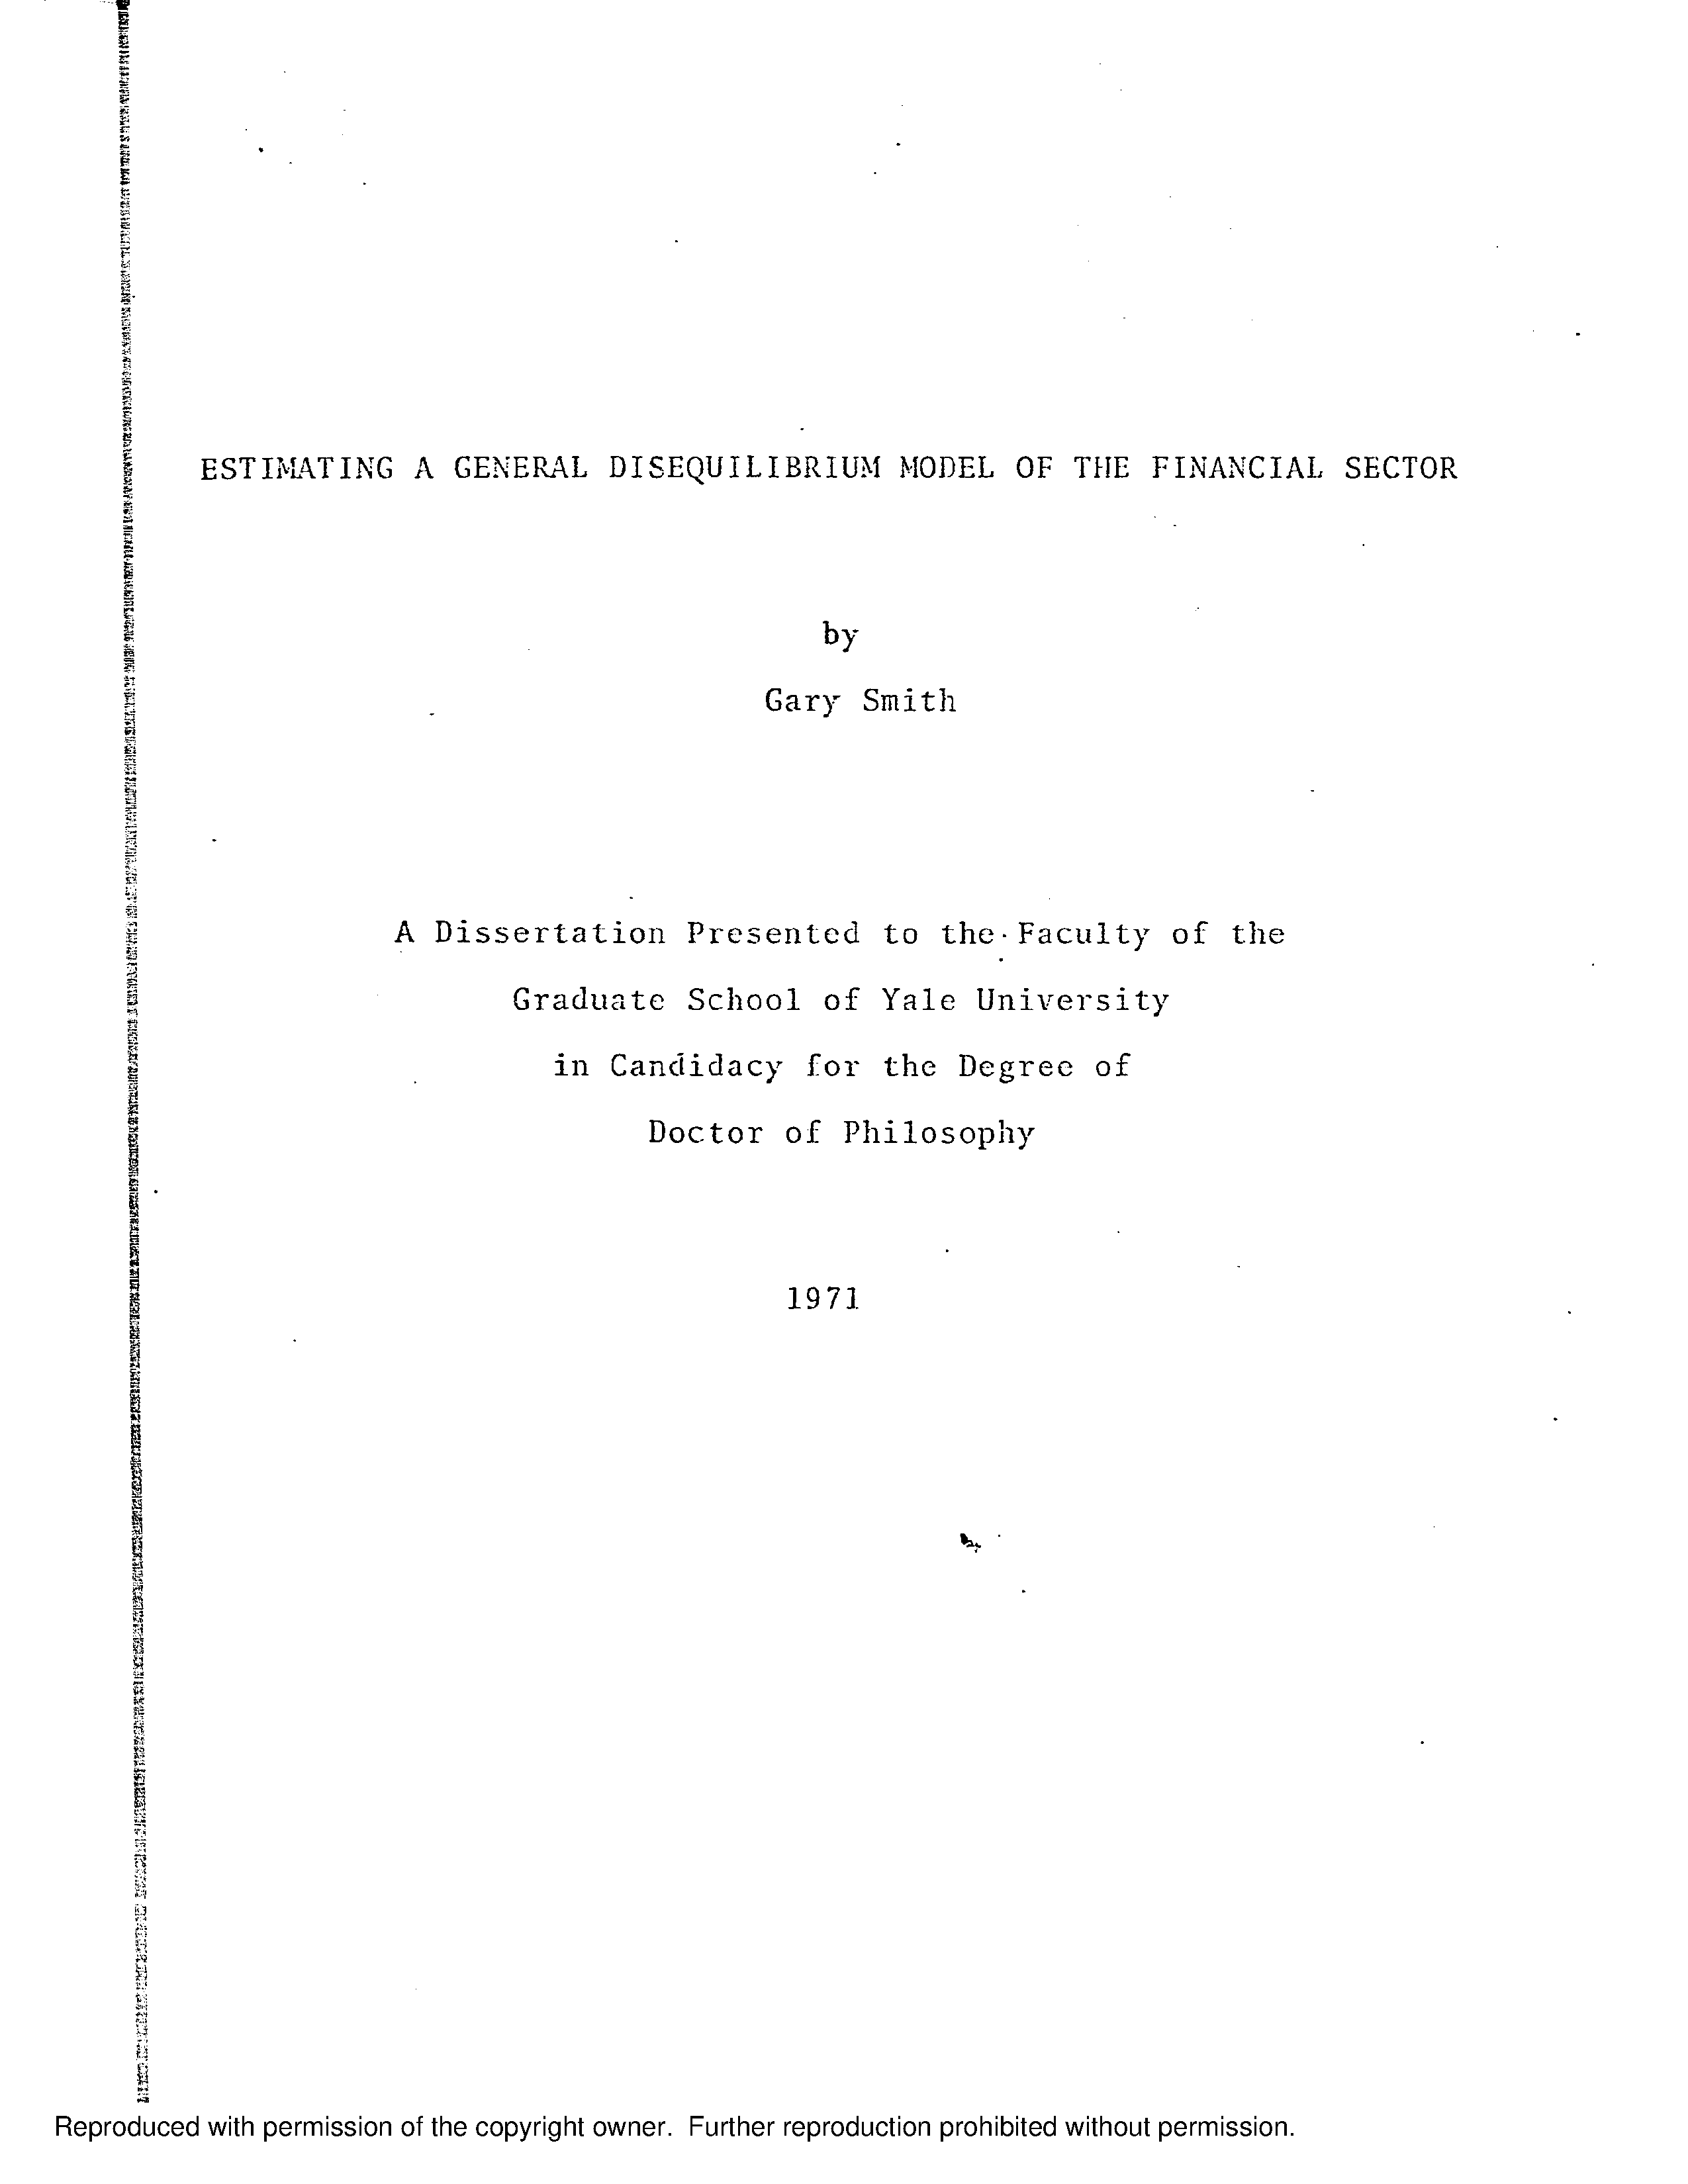 ESTIMATING A GENERAL DISEQUILIBRIUM MODEL OF THE FINANCIAL SECTOR
by
Gary Smith
A Dissertation Presented to the Faculty of the
Graduate School of Yale University
in Candidacy for the Degree of
Doctor of Philosophy
1971
Reproduced with permission of the copyright owner. Further reproduction prohibited without permission.